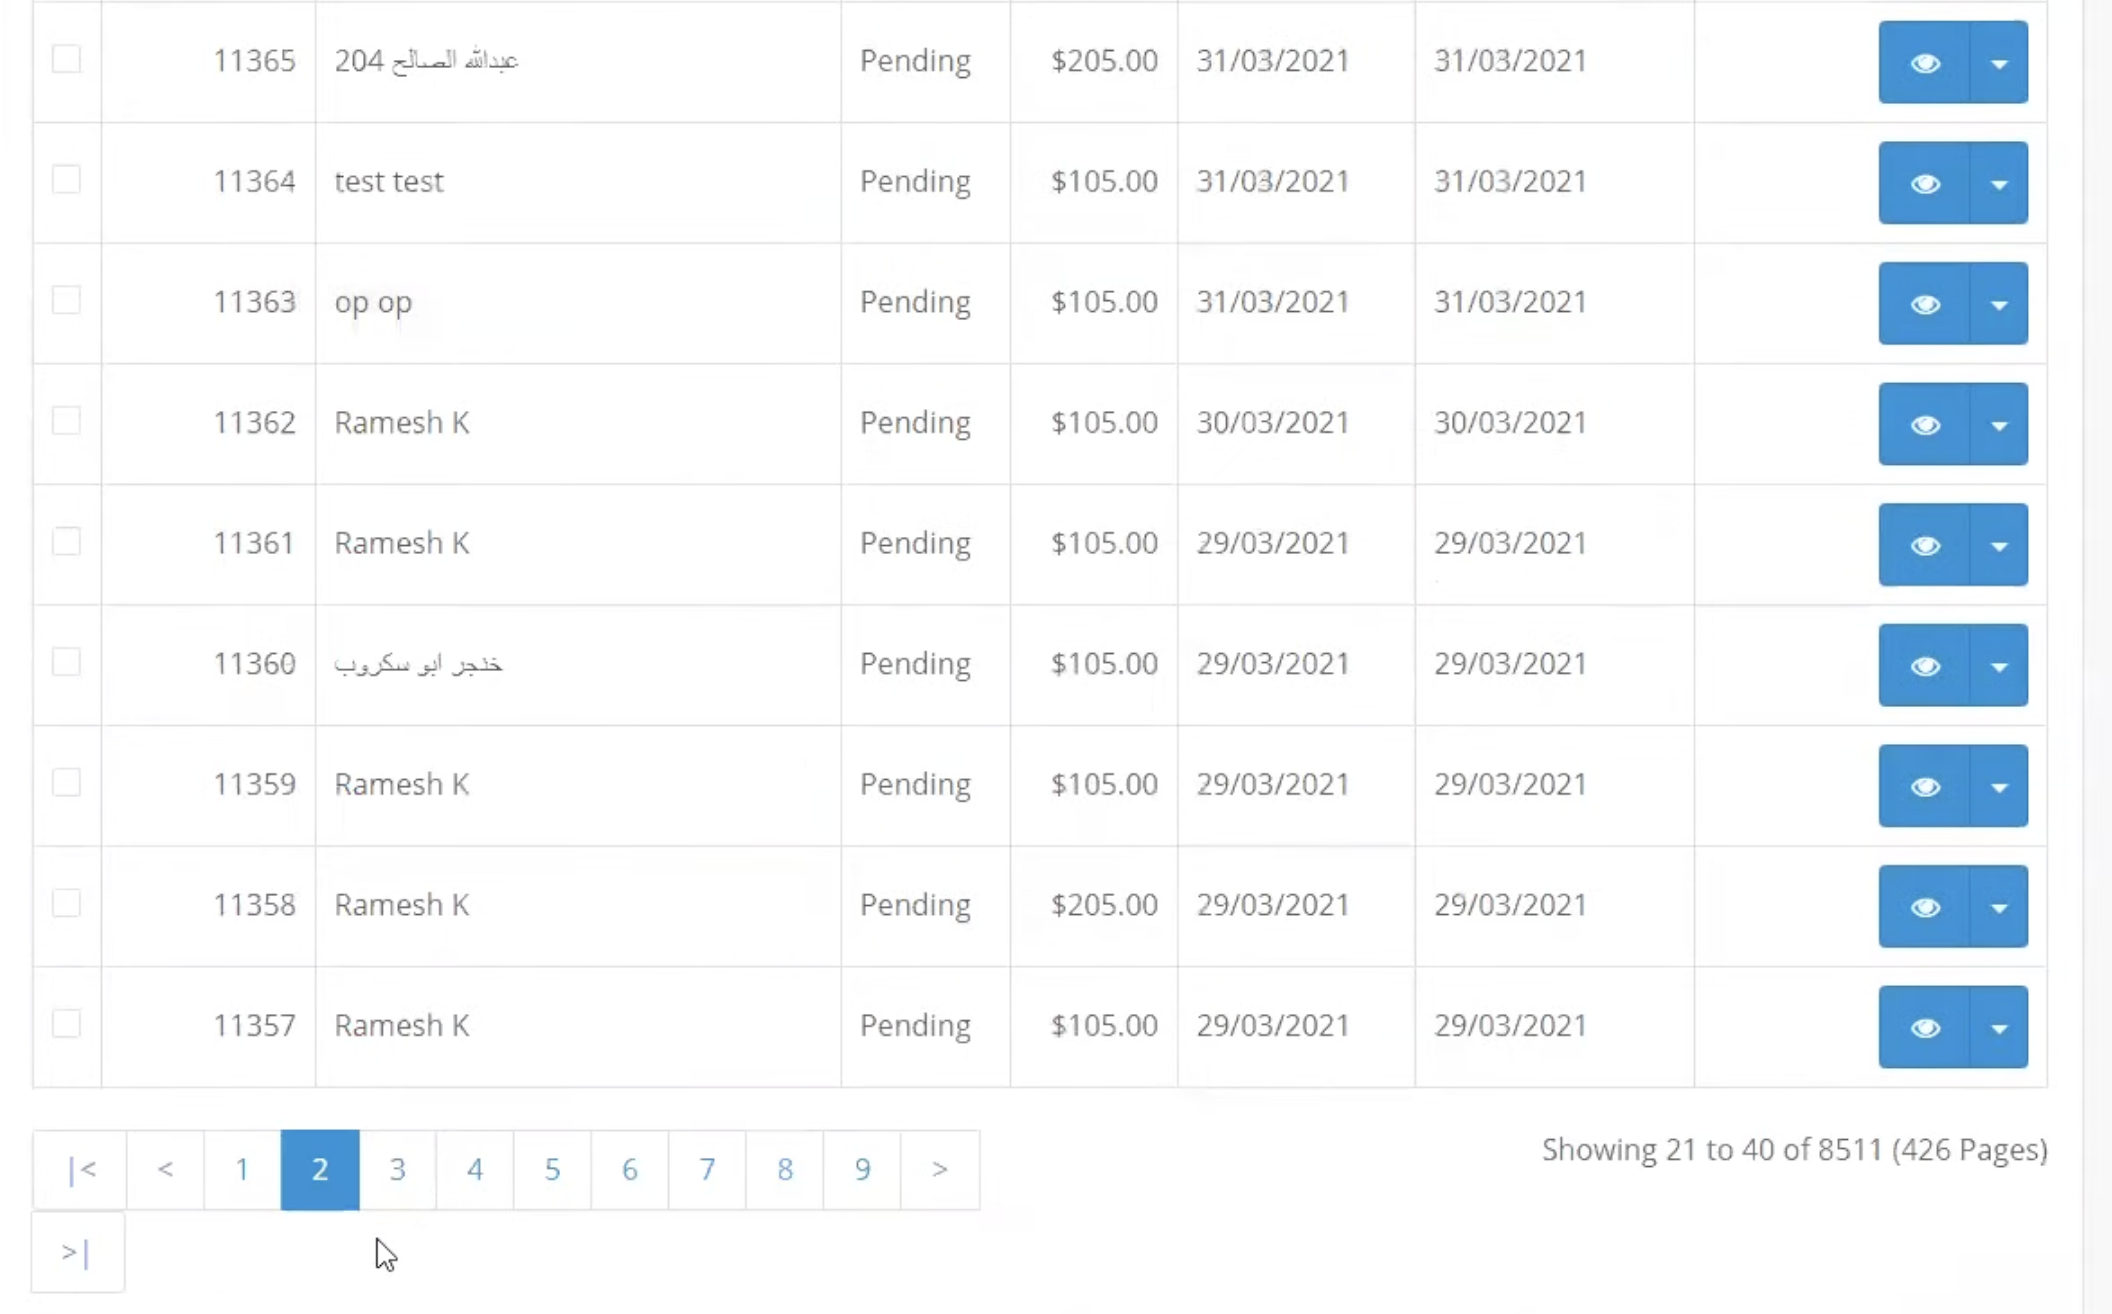 11365 عبدالله الصالح 204 Pending $205.00 31/03/2021 31/03/2021
11364 test test Pending $105.00 31/03/2021 31/03/2021
11363 op op Pending $105.00 31/03/2021 31/03/2021
11362 Ramesh K Pending $105.00 30/03/2021 30/03/2021
11361 Ramesh K Pending $105.00 29/03/2021 29/03/2021
11360 خنجر ابو سكروب Pending $105.00 29/03/2021 29/03/2021
11359 Ramesh K Pending $105.00 29/03/2021 29/03/2021
11358 Ramesh K Pending $205.00 29/03/2021 29/03/2021
11357 Ramesh K Pending $105.00 29/03/2021 29/03/2021
|< < 1 2 3 4 5 6 7 8 9 > Showing 21 to 40 of 8511 (426 Pages)
>|